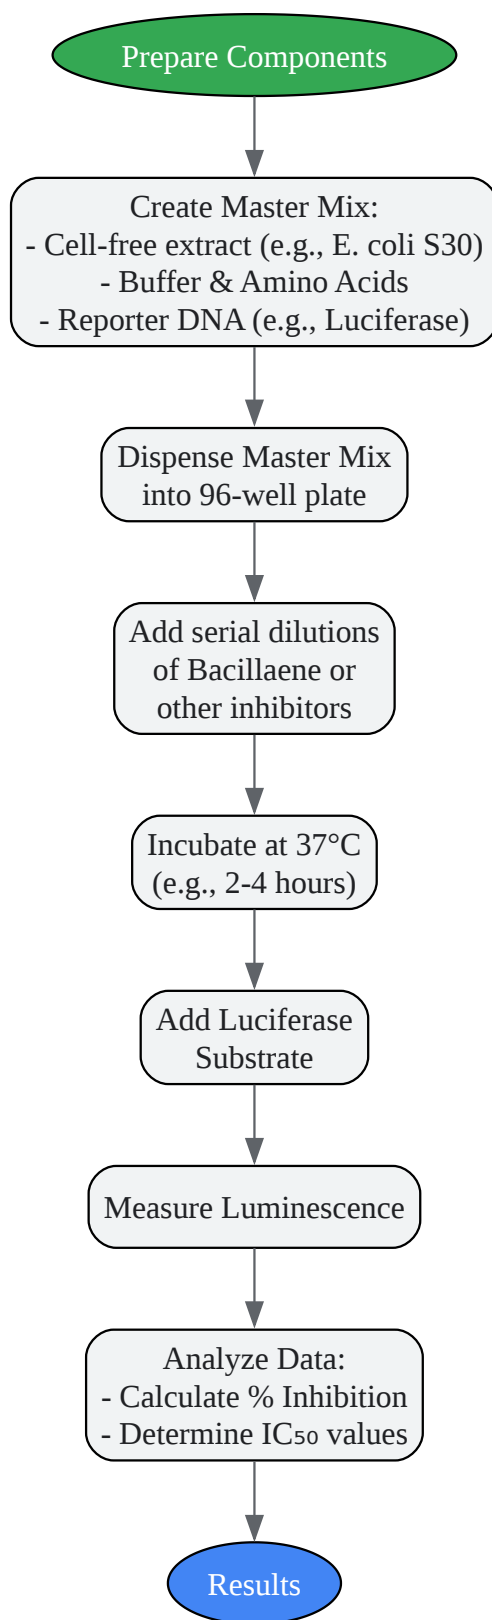 Prepare Components
Create Master Mix:
- Cell-free extract (e.g., E. coli S30)
- Buffer & Amino Acids
- Reporter DNA (e.g., Luciferase)
Dispense Master Mix
into 96-well plate
Add serial dilutions
of Bacillaene or
other inhibitors
Incubate at 37°C
(e.g., 2-4 hours)
Add Luciferase
Substrate
Measure Luminescence
Analyze Data:
- Calculate % Inhibition
- Determine IC₅₀ values
Results